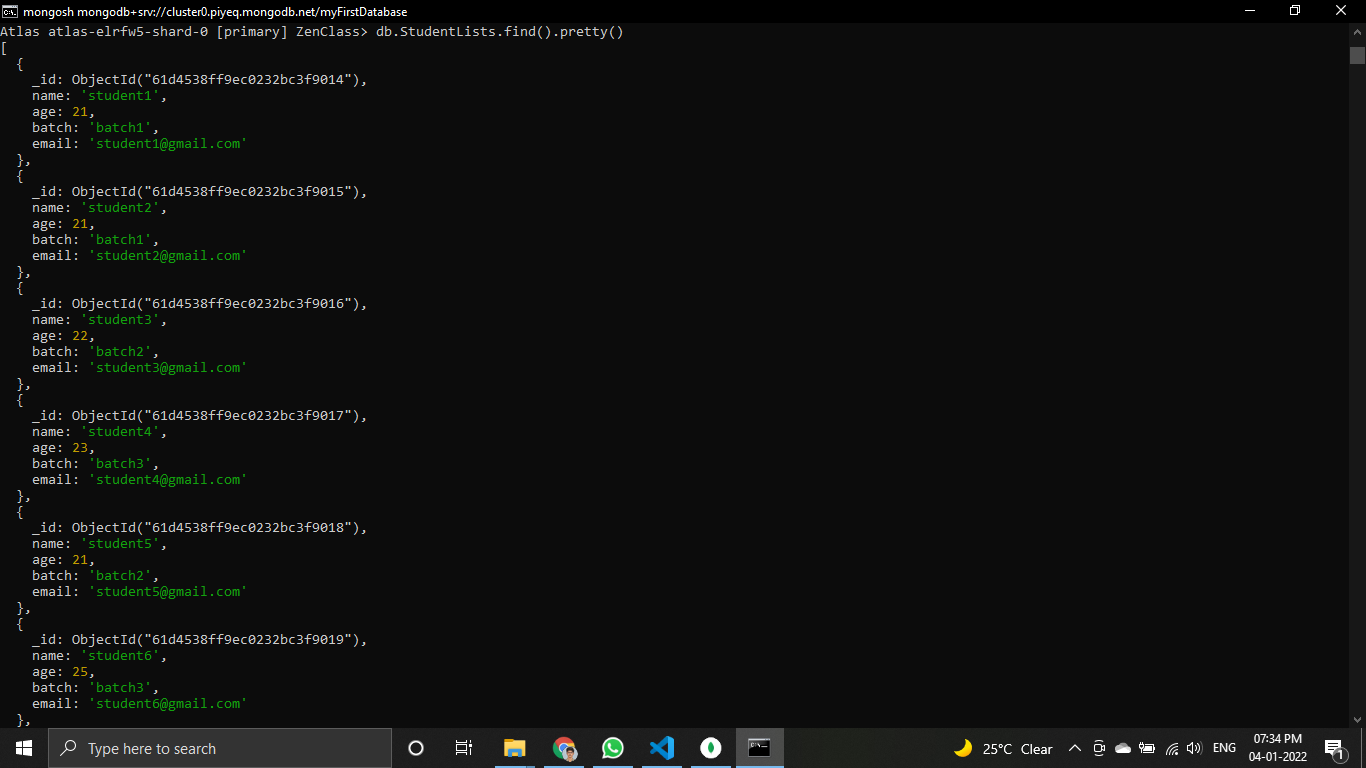 mongosh mongodb+srv://cluster0.piyeq.mongodb.net/myFirstDatabase
Atlas atlas-elrfw5-shard-0 [primary] ZenClass> db.StudentLists.find().pretty()
[
  {
    _id: ObjectId("61d4538ff9ec0232bc3f9014"),
    name: 'student1',
    age: 21,
    batch: 'batch1',
    email: 'student1@gmail.com'
  },
  {
    _id: ObjectId("61d4538ff9ec0232bc3f9015"),
    name: 'student2',
    age: 21,
    batch: 'batch1',
    email: 'student2@gmail.com'
  },
  {
    _id: ObjectId("61d4538ff9ec0232bc3f9016"),
    name: 'student3',
    age: 22,
    batch: 'batch2',
    email: 'student3@gmail.com'
  },
  {
    _id: ObjectId("61d4538ff9ec0232bc3f9017"),
    name: 'student4',
    age: 23,
    batch: 'batch3',
    email: 'student4@gmail.com'
  },
  {
    _id: ObjectId("61d4538ff9ec0232bc3f9018"),
    name: 'student5',
    age: 21,
    batch: 'batch2',
    email: 'student5@gmail.com'
  },
  {
    _id: ObjectId("61d4538ff9ec0232bc3f9019"),
    name: 'student6',
    age: 25,
    batch: 'batch3',
    email: 'student6@gmail.com'
  },
Type here to search
25°C Clear
ENG
07:34 PM
04-01-2022
1